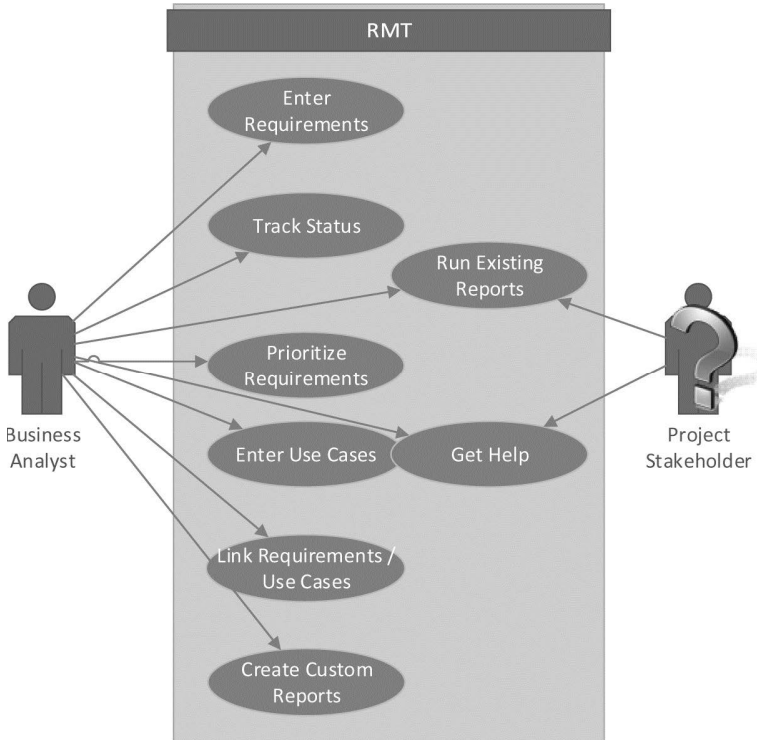 RMT
Enter
Requirements
Track Status
Run Existing
Reports
Prioritize
Requirements
Business
Analyst
Enter Use Cases
Get Help
Project
Stakeholder
Link Requirements /
Use Cases
Create Custom
Reports